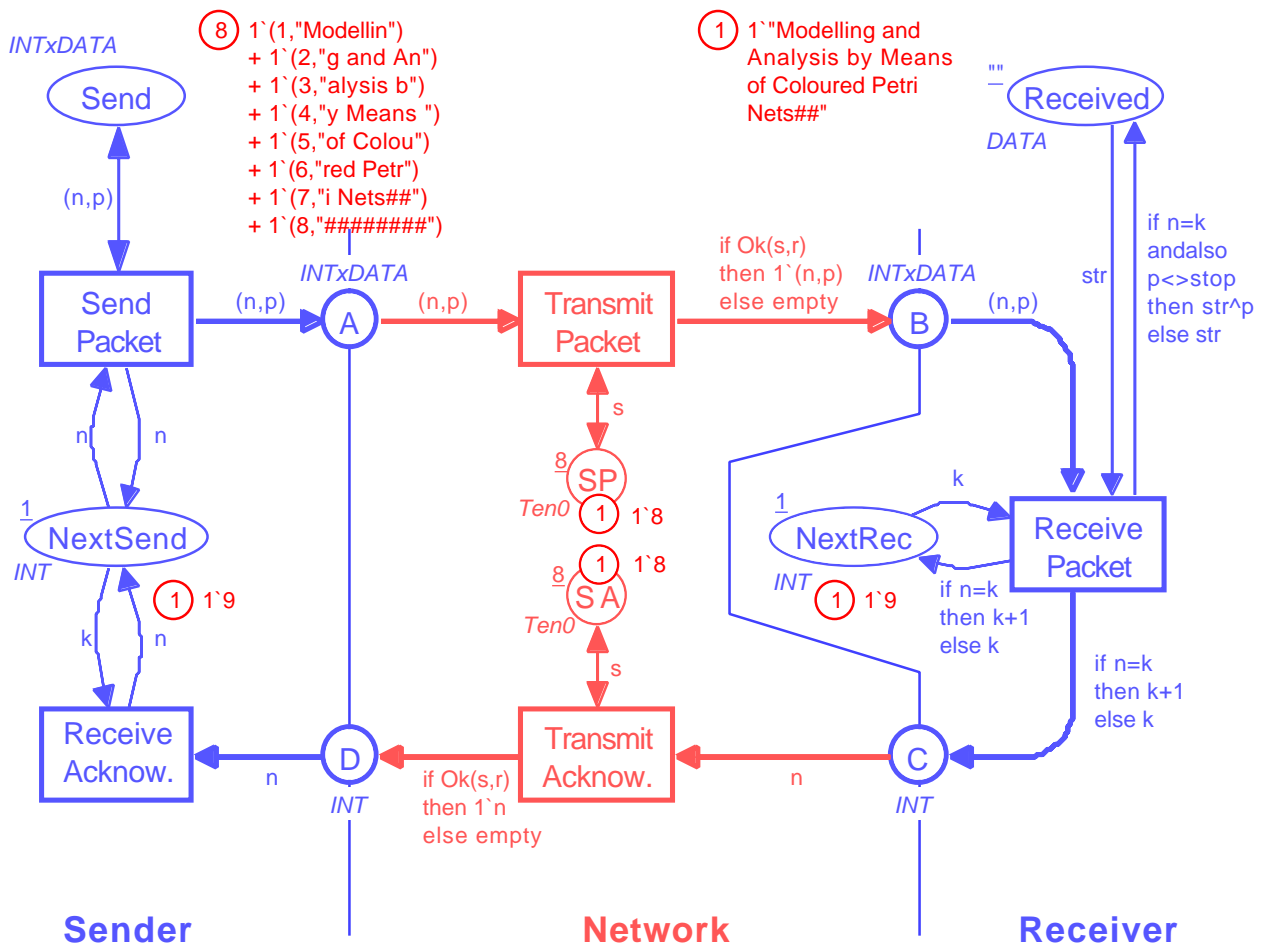 INTxDATA
Send
8
1`(1,"Modellin")
+ 1`(2,"g and An")
+ 1`(3,"alysis b")
+ 1`(4,"y Means ")
+ 1`(5,"of Colou")
+ 1`(6,"red Petr")
+ 1`(7,"i Nets##")
+ 1`(8,"########")
1
1`"Modelling and
Analysis by Means
of Coloured Petri
Nets##"
""
Received
DATA
(n,p)
Send
Packet
(n,p)
INTxDATA
A
(n,p)
Transmit
Packet
if Ok(s,r)
then 1`(n,p)
else empty
INTxDATA
B
(n,p)
str
if n=k
andalso
p<>stop
then str^p
else str
n
n
s
8
SP
Ten0
1
1`8
1
NextSend
INT
1
1`9
8
SA
Ten0
1
1`8
s
1
NextRec
INT
1
1`9
k
if n=k
then k+1
else k
Receive
Packet
if n=k
then k+1
else k
k
n
Receive
Acknow.
n
D
INT
if Ok(s,r)
then 1`n
else empty
Transmit
Acknow.
n
C
INT
Sender
Network
Receiver